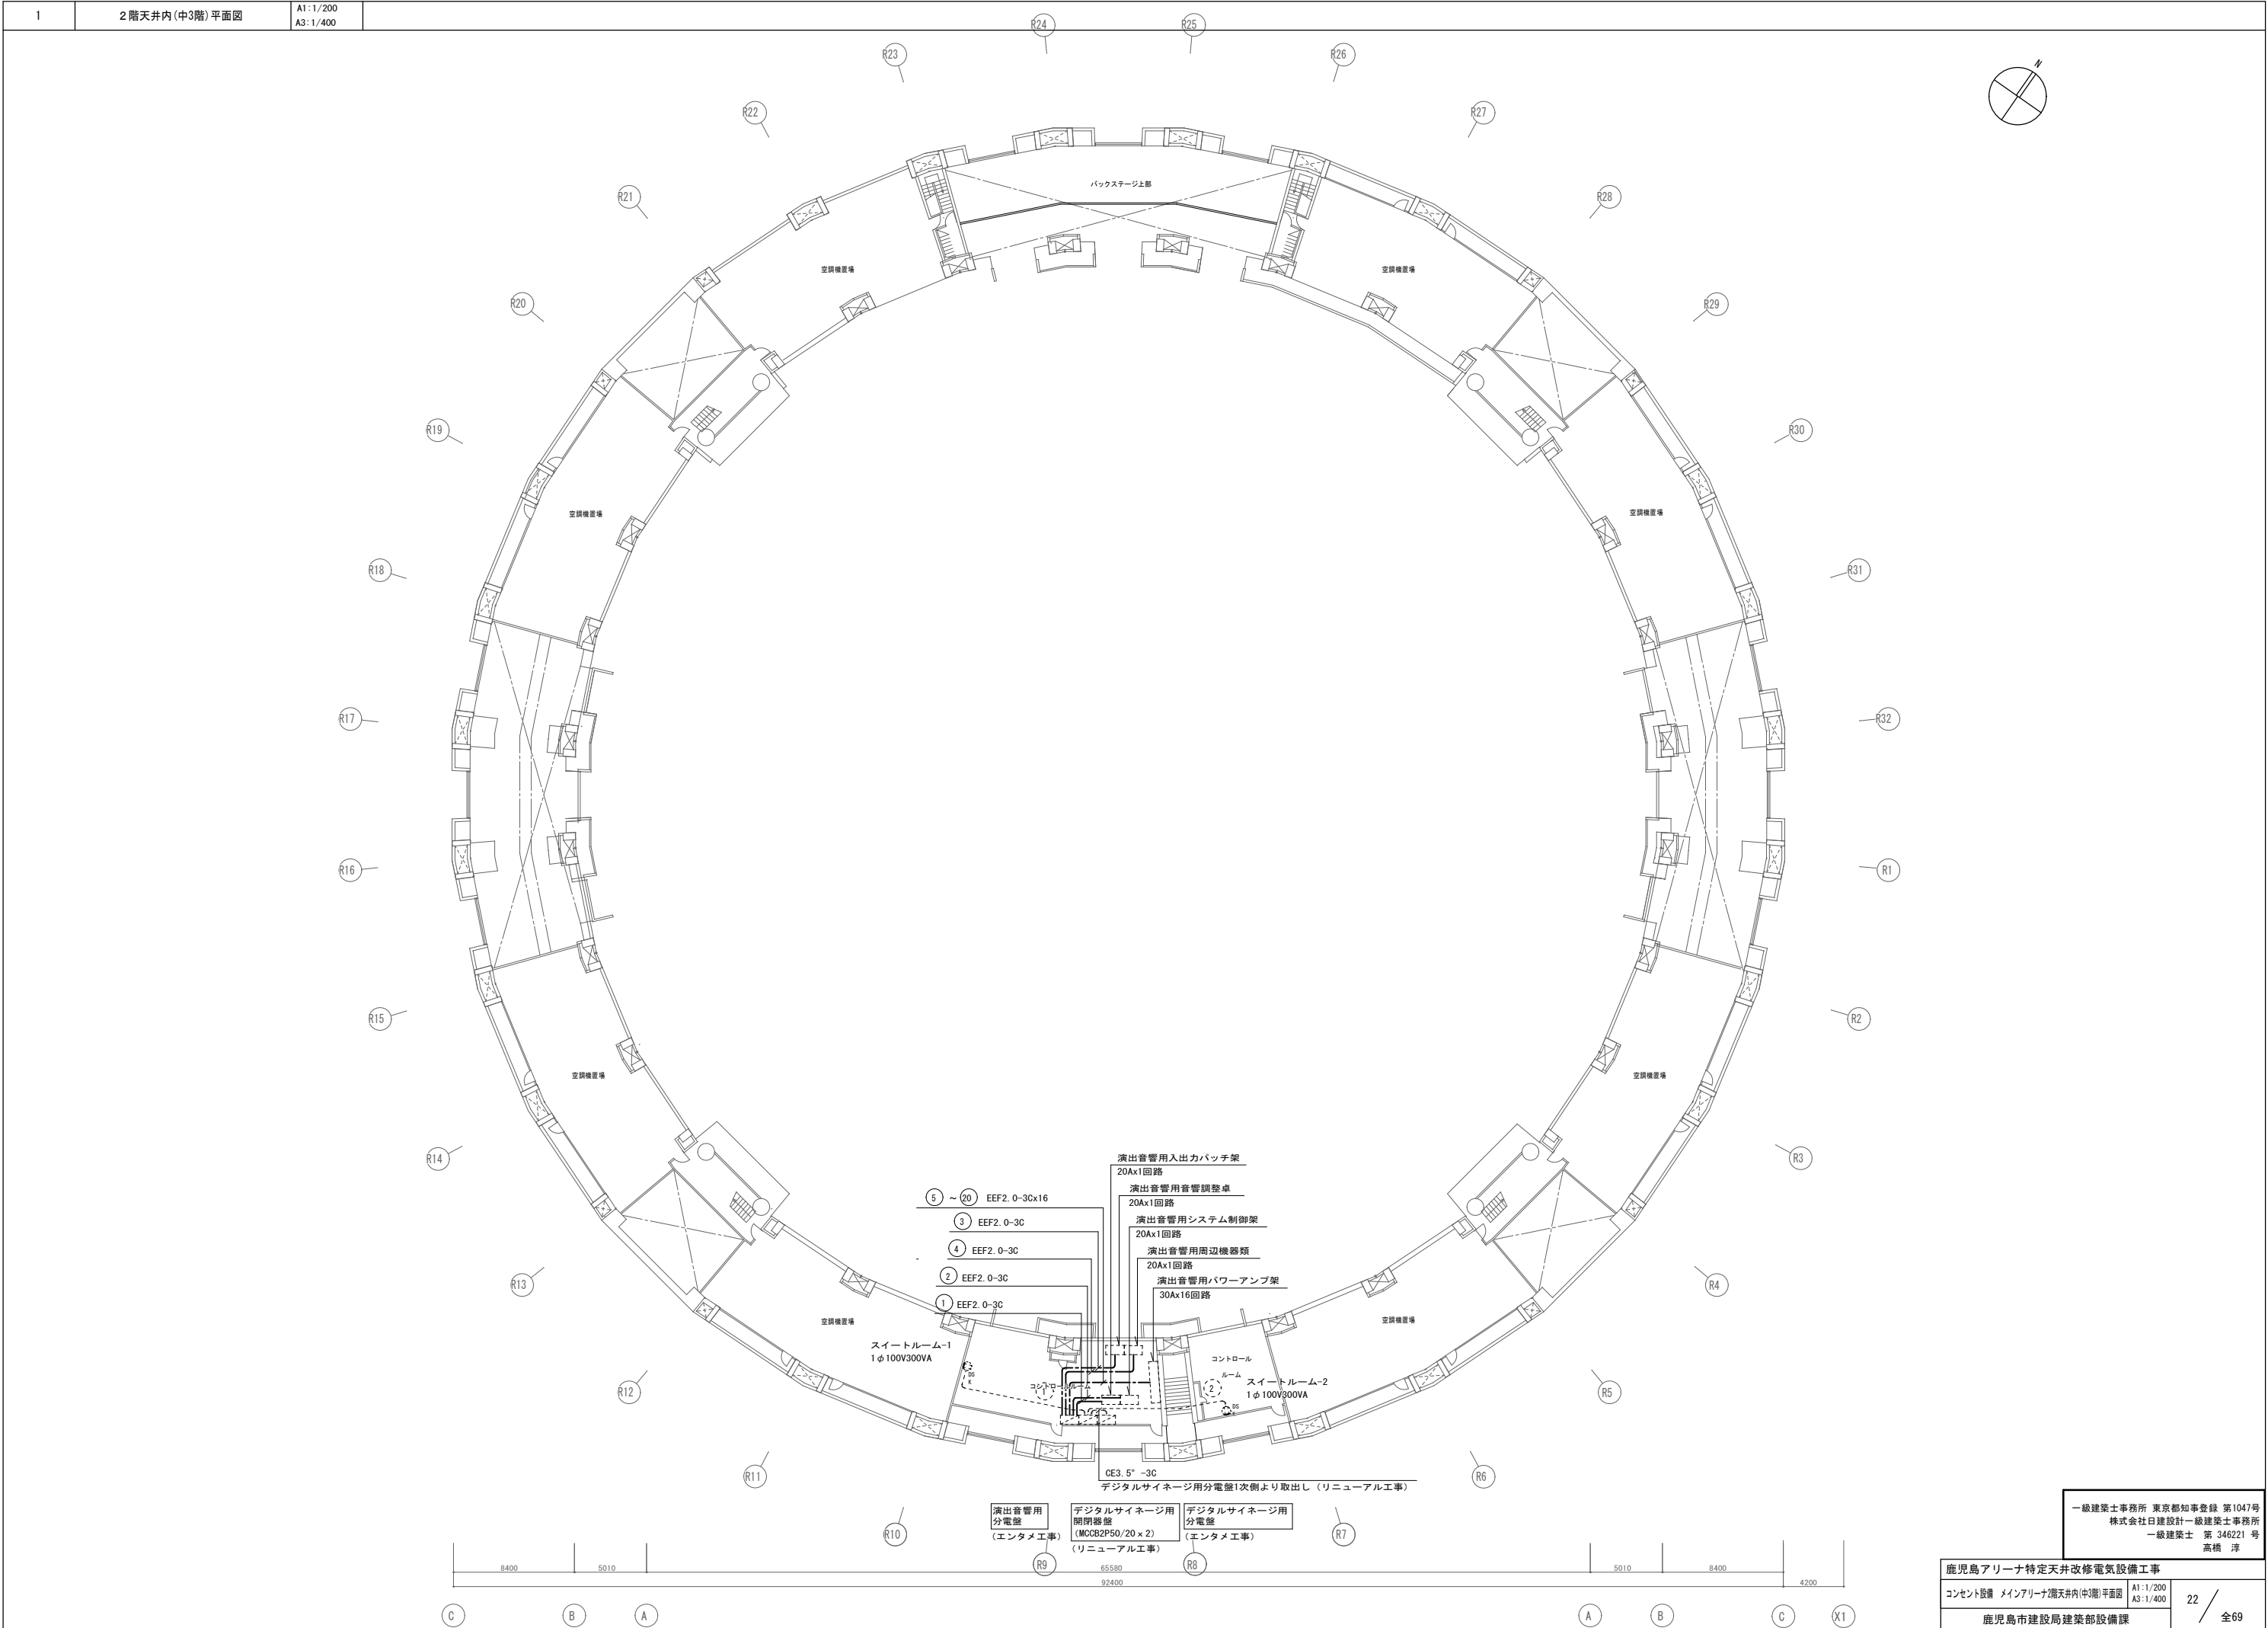 1
2階天井内(中3階)平面図
A1:1/200
A3:1/400
R24
R25
R23
R26
N
R22
R27
バックステージ上部
R21
R28
空調機置場
空調機置場
R20
R29
R19
R30
空調機置場
空調機置場
R18
R31
R17
R32
R16
R1
R15
R2
空調機置場
空調機置場
R14
R3
演出音響用入出力パッチ架
20Ax1回路
演出音響用音響調整卓
20Ax1回路
演出音響用システム制御架
20Ax1回路
演出音響用周辺機器類
20Ax1回路
演出音響用パワーアンプ架
30Ax16回路
⑤ ~ ⑳ EEF2.0-3Cx16
③ EEF2.0-3C
④ EEF2.0-3C
② EEF2.0-3C
① EEF2.0-3C
R13
R4
空調機置場
空調機置場
スイートルーム-1
1φ100V300VA
DS
K
コントロールルーム
1
コントロール
ルーム
2
スイートルーム-2
1φ100V300VA
DS
R12
R5
R11
R6
CE3.5°-3C
デジタルサイネージ用分電盤1次側より取出し (リニューアル工事)
演出音響用
分電盤
(エンタメ工事)
デジタルサイネージ用
開閉器盤
(MCCB2P50/20x2)
(リニューアル工事)
デジタルサイネージ用
分電盤
(エンタメ工事)
R10
R7
R9
R8
8400
5010
65580
5010
8400
92400
4200
C
B
A
A
B
C
X1
一級建築士事務所 東京都知事登録 第1047号
株式会社日建設計一級建築士事務所
一級建築士 第 346221 号
高橋 淳
鹿児島アリーナ特定天井改修電気設備工事
コンセント設備 メインアリーナ2階天井内(中3階)平面図
A1:1/200
A3:1/400
22/全69
鹿児島市建設局建築部設備課